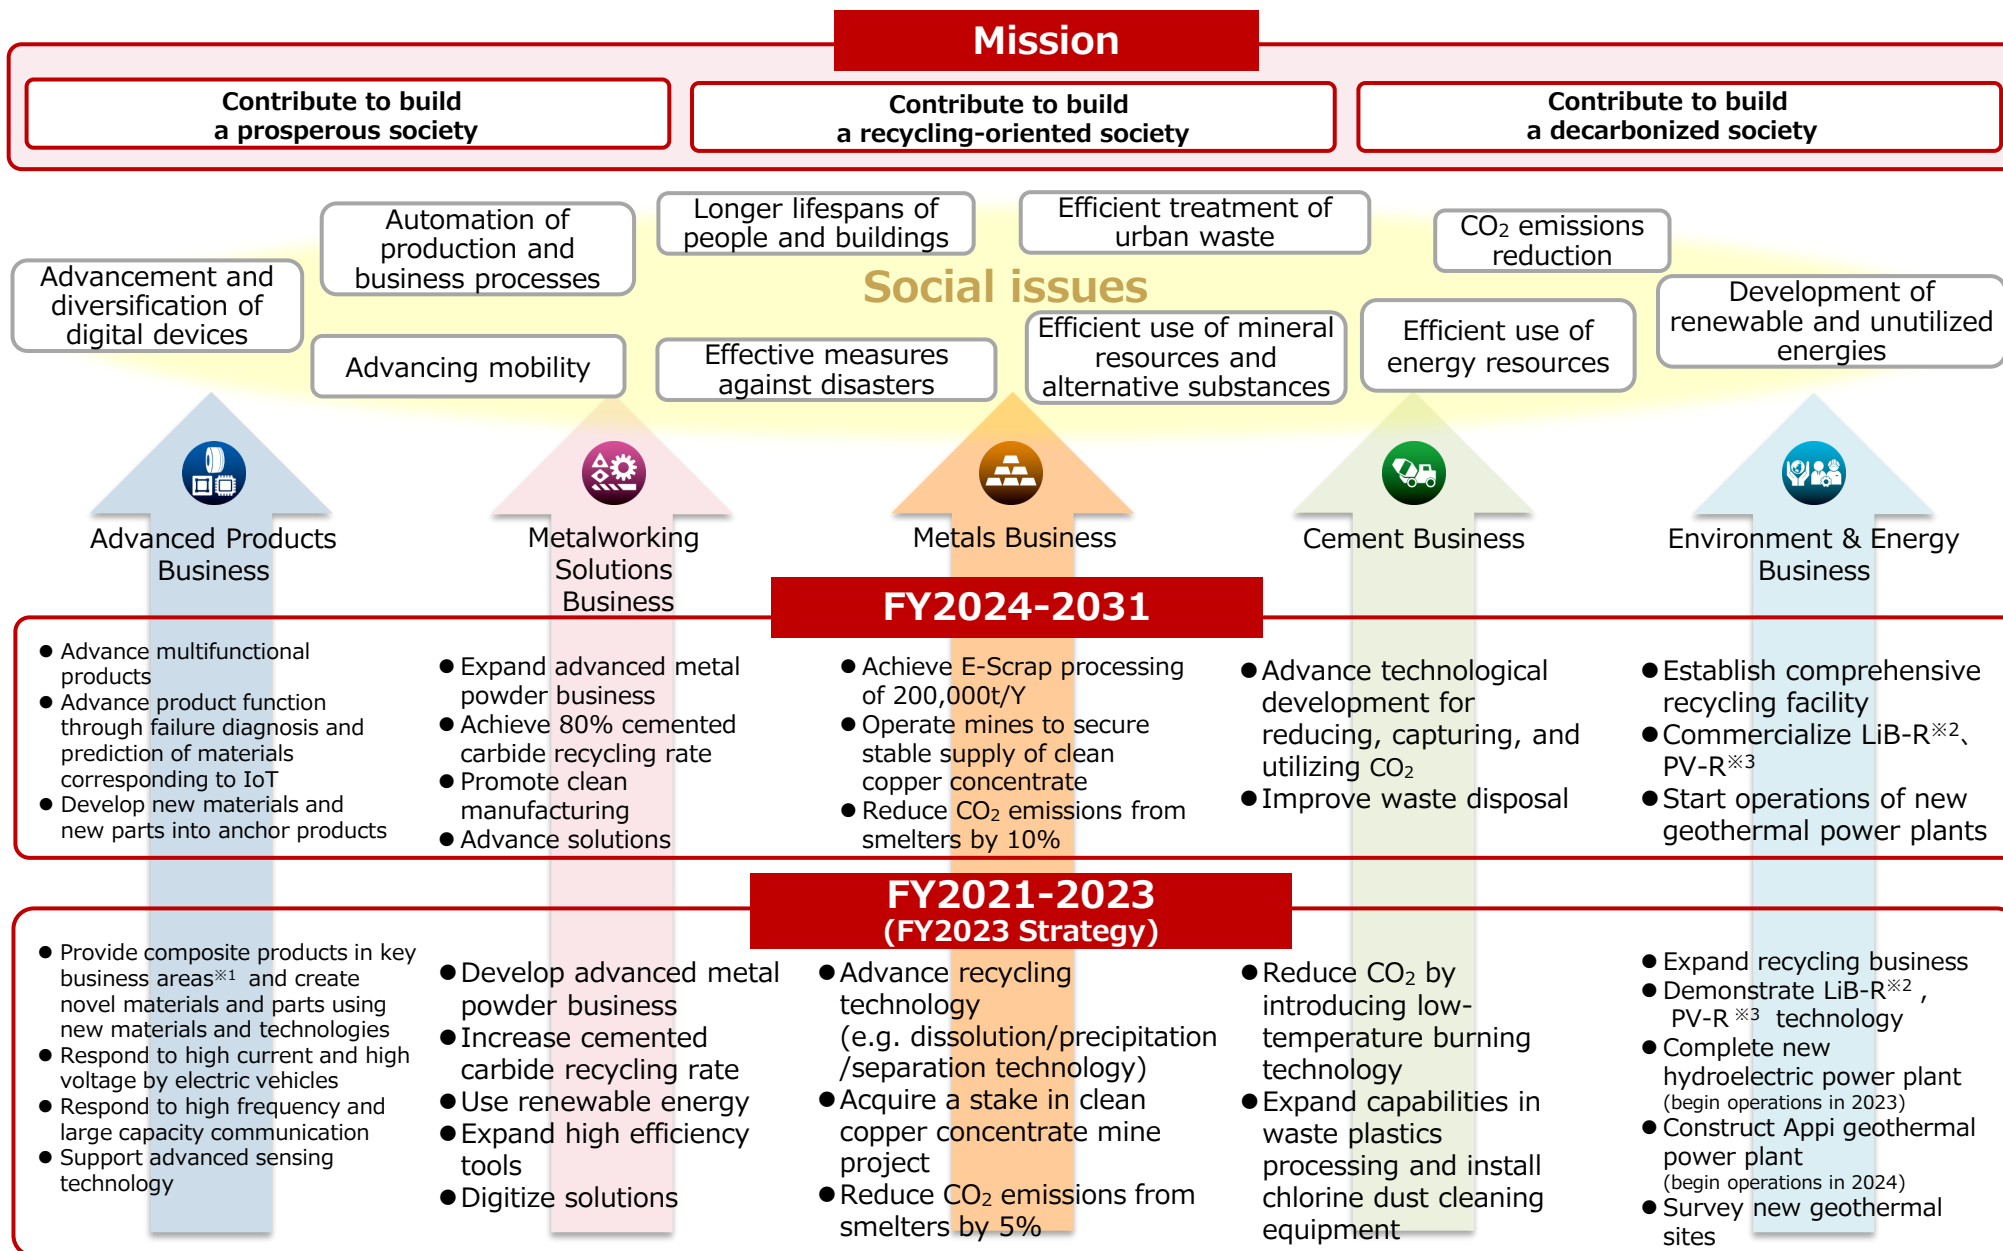 Mission
Contribute to build
a prosperous society
Contribute to build
a recycling-oriented society
Contribute to build
a decarbonized society
Social issues
Advancement and
diversification of
digital devices
Automation of
production and
business processes
Advancing mobility
Longer lifespans of
people and buildings
Effective measures
against disasters
Efficient treatment of
urban waste
Efficient use of mineral
resources and
alternative substances
CO₂ emissions
reduction
Efficient use of
energy resources
Development of
renewable and unutilized
energies
Advanced Products
Business
Metalworking
Solutions
Business
Metals Business
Cement Business
Environment & Energy
Business
FY2024-2031
● Advance multifunctional
products
● Advance product function
through failure diagnosis and
prediction of materials
corresponding to IoT
● Develop new materials and
new parts into anchor products
● Expand advanced metal
powder business
● Achieve 80% cemented
carbide recycling rate
● Promote clean
manufacturing
● Advance solutions
● Achieve E-Scrap processing
of 200,000t/Y
● Operate mines to secure
stable supply of clean
copper concentrate
● Reduce CO₂ emissions from
smelters by 10%
● Advance technological
development for
reducing, capturing, and
utilizing CO₂
● Improve waste disposal
● Establish comprehensive
recycling facility
● Commercialize LiB-R※2、
PV-R※3
● Start operations of new
geothermal power plants
FY2021-2023
(FY2023 Strategy)
● Provide composite products in key
business areas※1 and create
novel materials and parts using
new materials and technologies
● Respond to high current and high
voltage by electric vehicles
● Respond to high frequency and
large capacity communication
● Support advanced sensing
technology
● Develop advanced metal
powder business
● Increase cemented
carbide recycling rate
● Use renewable energy
● Expand high efficiency
tools
● Digitize solutions
● Advance recycling
technology
(e.g. dissolution/precipitation
/separation technology)
● Acquire a stake in clean
copper concentrate mine
project
● Reduce CO₂ emissions from
smelters by 5%
● Reduce CO₂ by
introducing low-
temperature burning
technology
● Expand capabilities in
waste plastics
processing and install
chlorine dust cleaning
equipment
● Expand recycling business
● Demonstrate LiB-R※2 ,
PV-R ※3 technology
● Complete new
hydroelectric power plant
(begin operations in 2023)
● Construct Appi geothermal
power plant
(begin operations in 2024)
● Survey new geothermal
sites